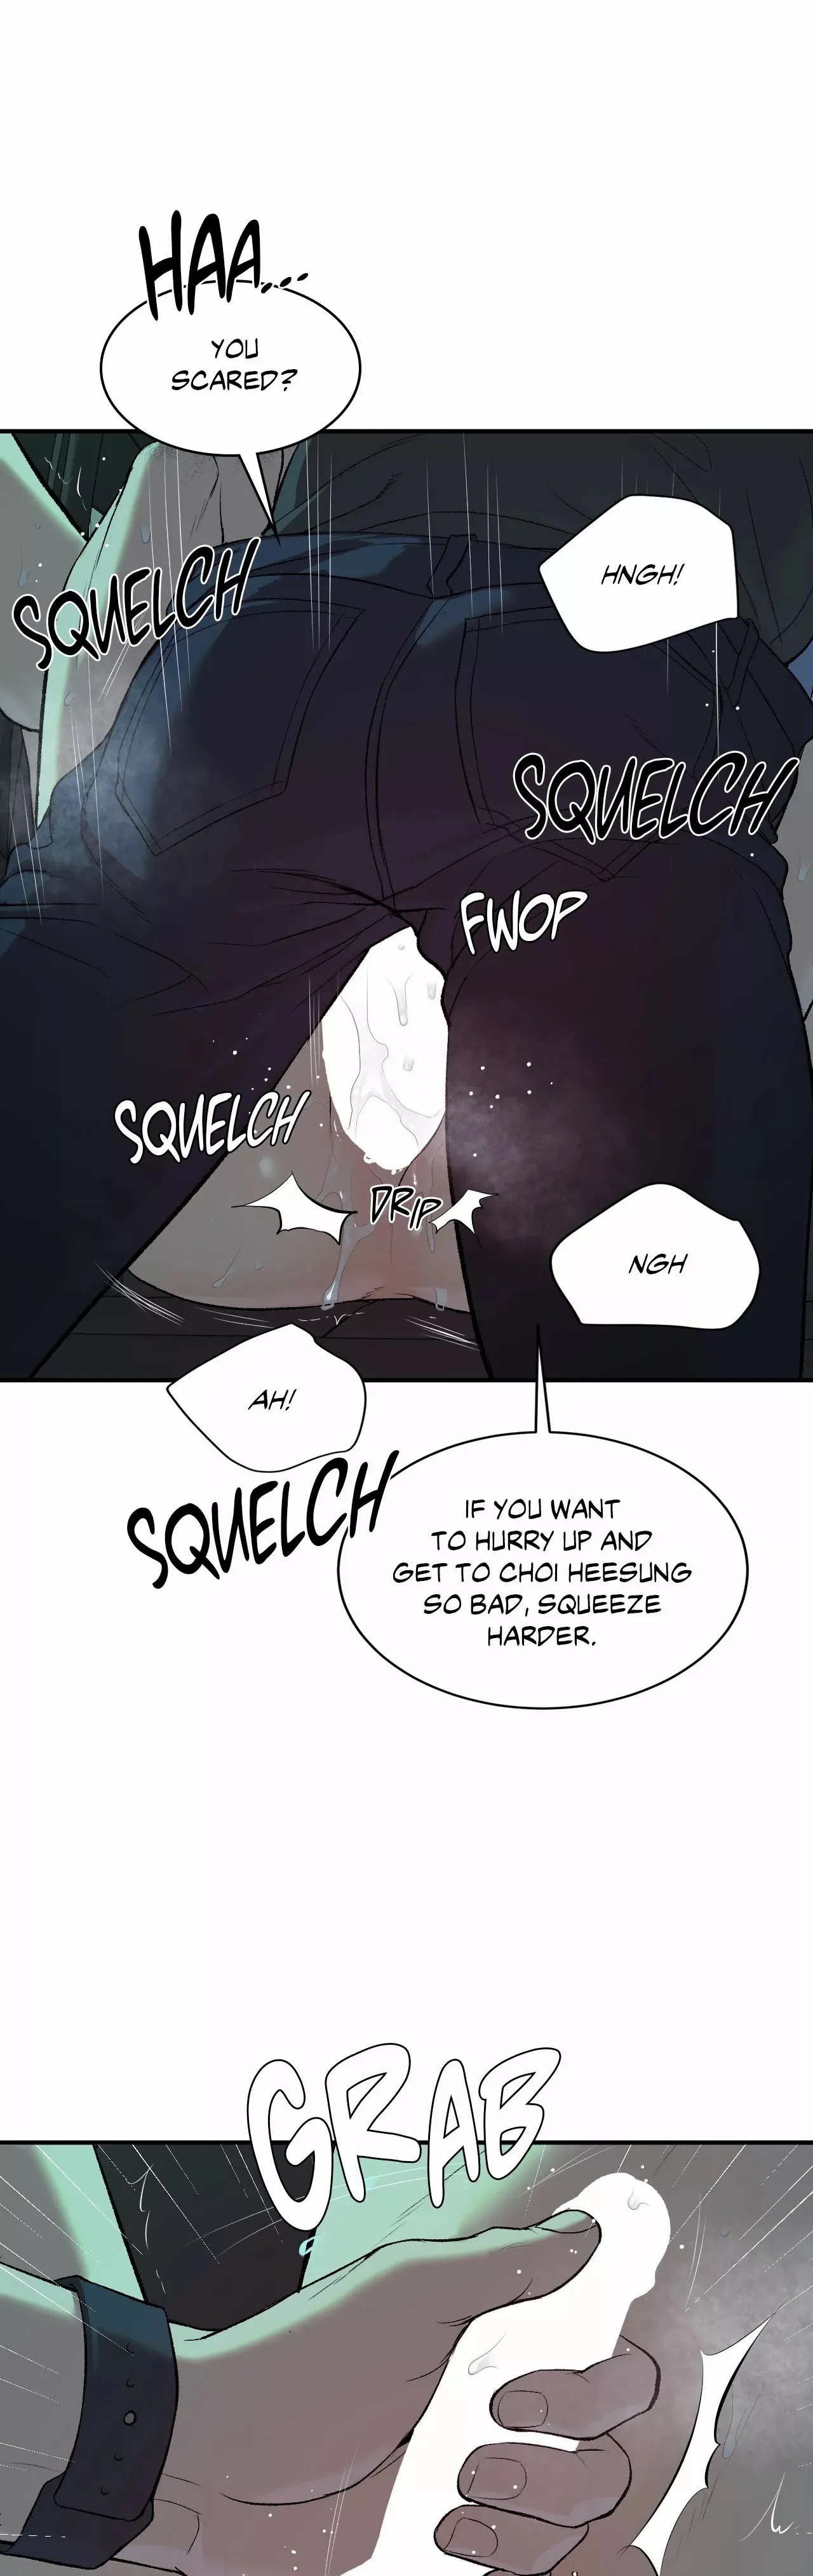 HAA...
YOU
SCARED?
SQUELCH
HNGH!
SQUELCH
FWOP
SQUELCH
DRIP
NGH
AH!
SQUELCH
IF YOU WANT
TO HURRY UP AND
GET TO CHOI HEESUNG
SO BAD, SQUEEZE
HARDER.
GRAB